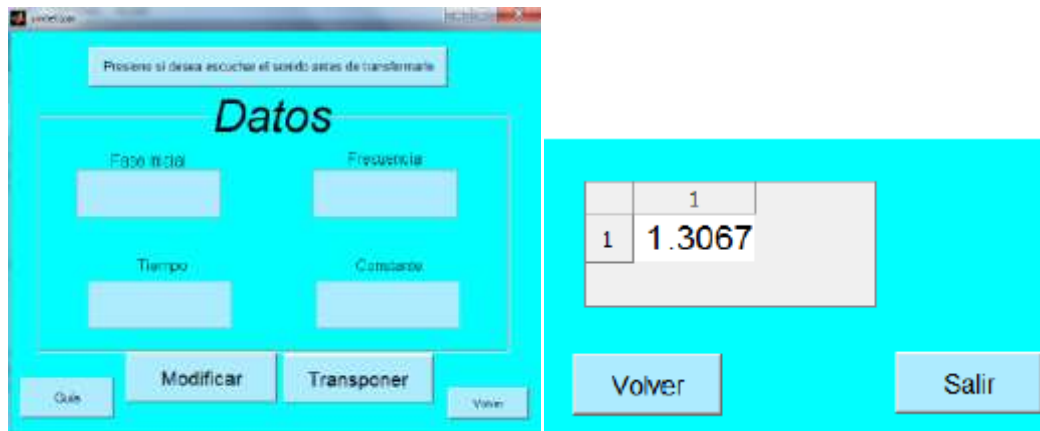 Presione si desea escuchar el sonido antes de transformarlo
Datos
Fase inicial
Frecuencia
Tiempo
Constante
Modificar
Transponer
Guia
Volver
1
1
1.3067
Volver
Salir